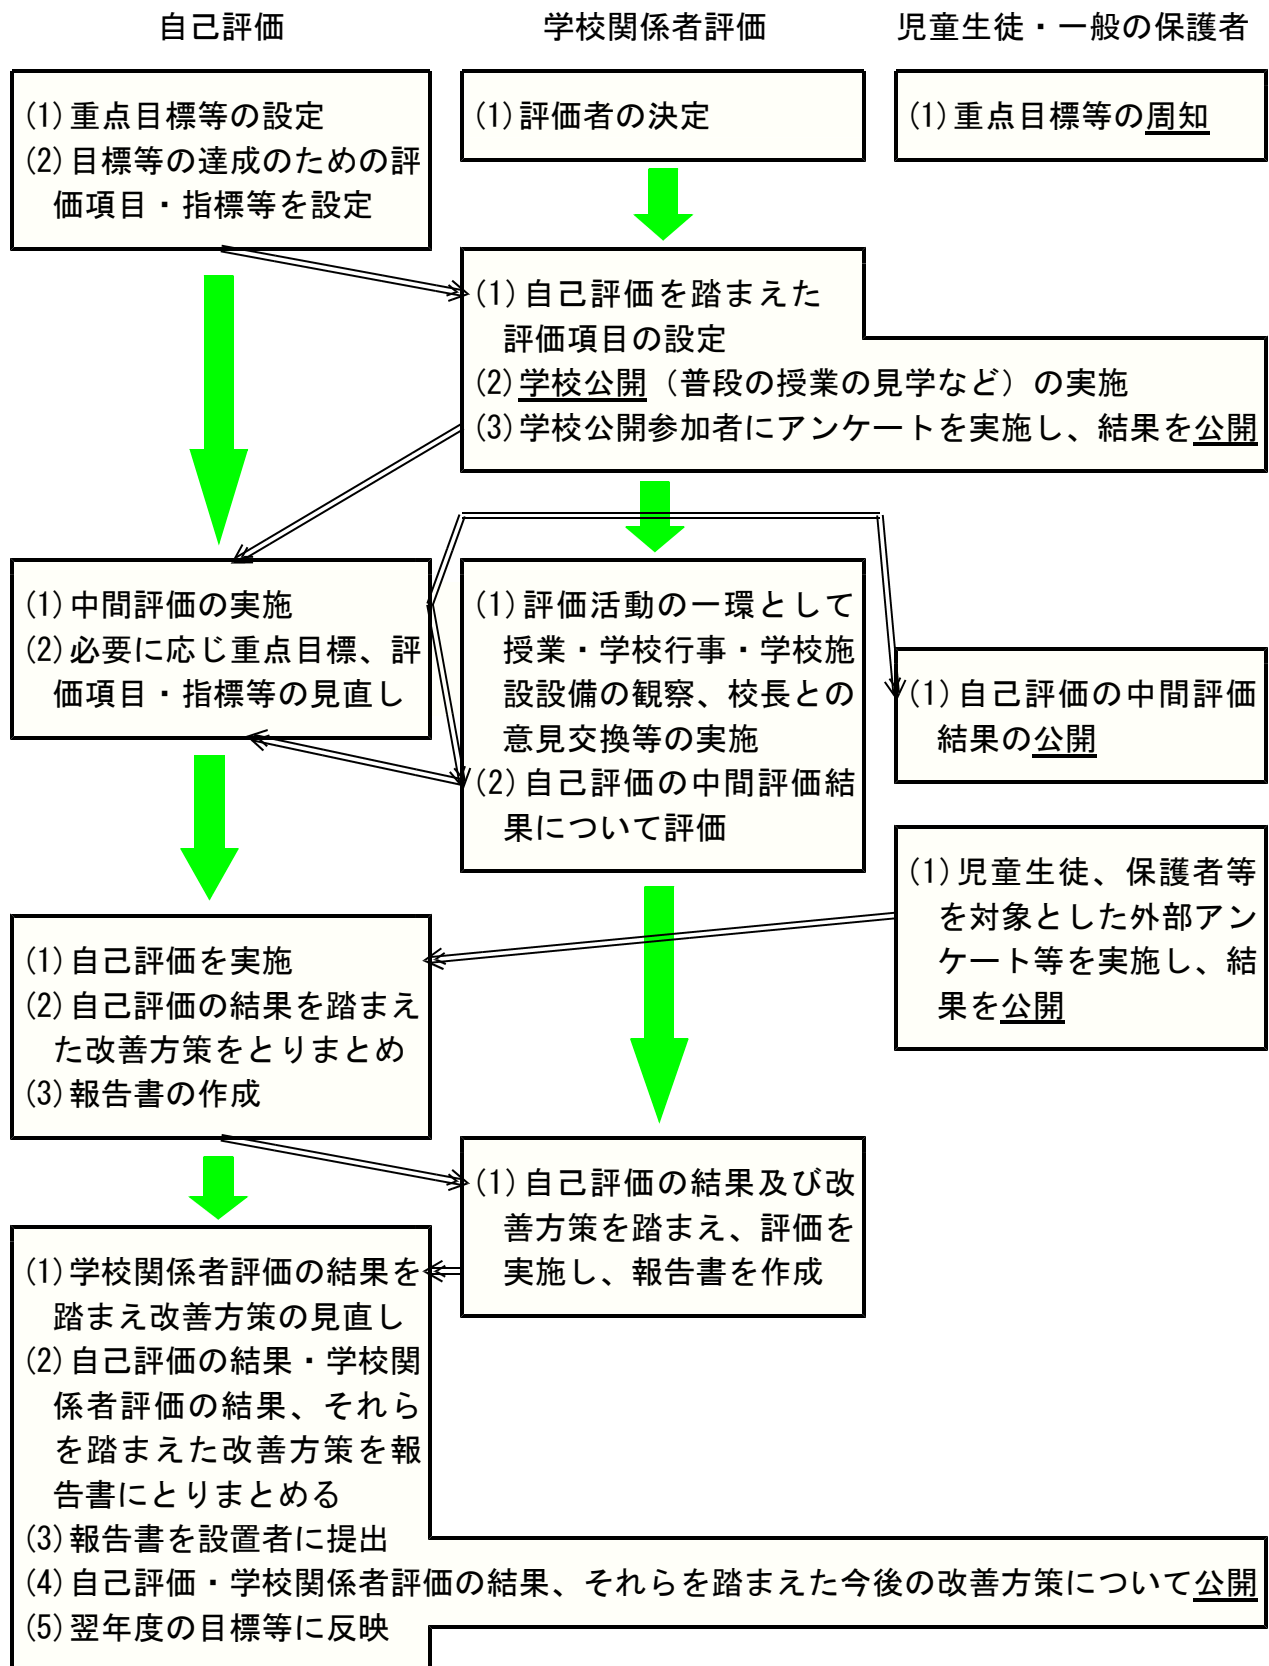 自己評価
学校関係者評価
児童生徒・一般の保護者
(1)重点目標等の設定
(2)目標等の達成のための評
価項目・指標等を設定
(1)評価者の決定
(1)重点目標等の周知
(1)自己評価を踏まえた
評価項目の設定
(2)学校公開（普段の授業の見学など）の実施
(3)学校公開参加者にアンケートを実施し、結果を公開
(1)中間評価の実施
(2)必要に応じ重点目標、評
価項目・指標等の見直し
(1)評価活動の一環として
授業・学校行事・学校施
設設備の観察、校長との
意見交換等の実施
(2)自己評価の中間評価結
果について評価
(1)自己評価の中間評価
結果の公開
(1)児童生徒、保護者等
を対象とした外部アン
ケート等を実施し、結
果を公開
(1)自己評価を実施
(2)自己評価の結果を踏まえ
た改善方策をとりまとめ
(3)報告書の作成
(1)自己評価の結果及び改
善方策を踏まえ、評価を
実施し、報告書を作成
(1)学校関係者評価の結果を
踏まえ改善方策の見直し
(2)自己評価の結果・学校関
係者評価の結果、それら
を踏まえた改善方策を報
告書にとりまとめる
(3)報告書を設置者に提出
(4)自己評価・学校関係者評価の結果、それらを踏まえた今後の改善方策について公開
(5)翌年度の目標等に反映